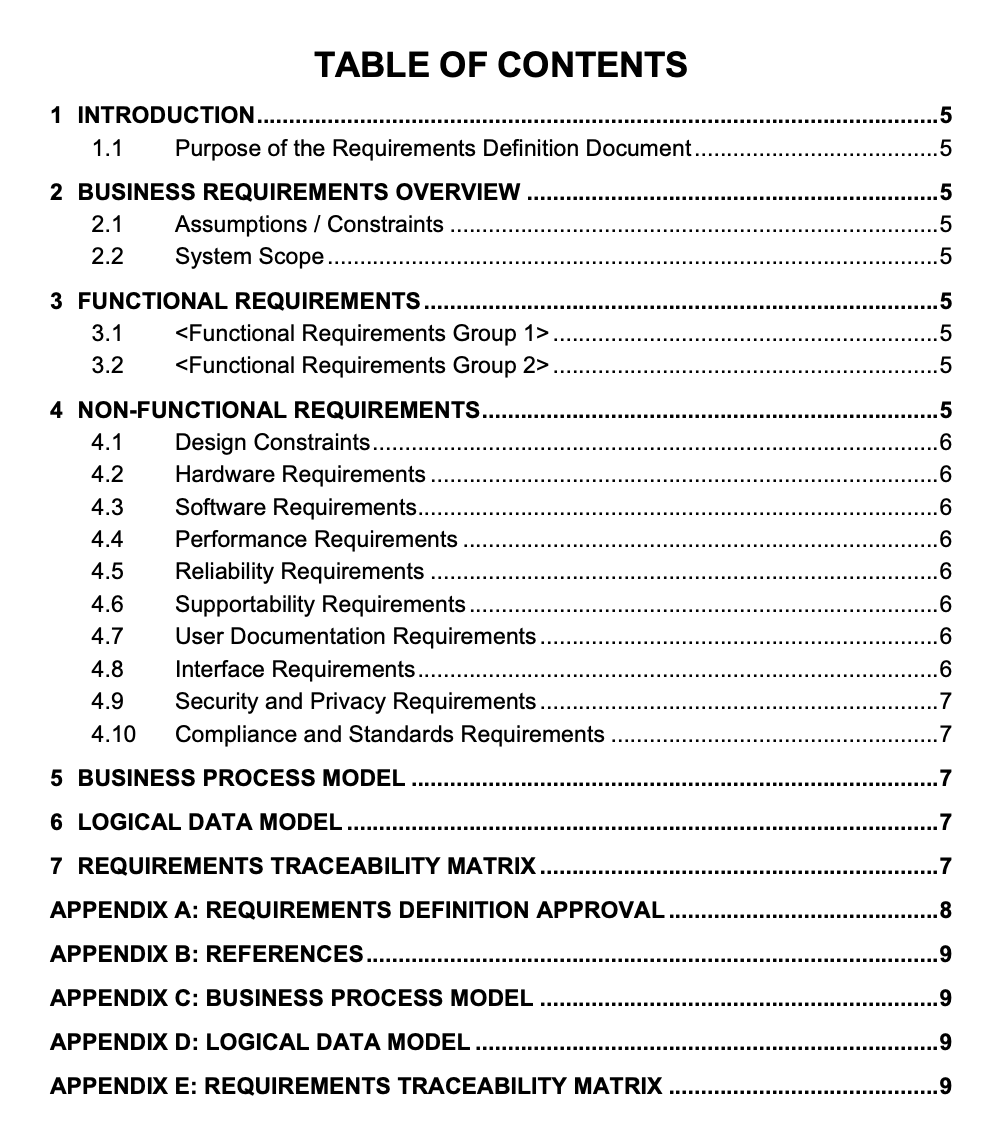 TABLE OF CONTENTS
1 INTRODUCTION........................................................................................................5
1.1 Purpose of the Requirements Definition Document......................................5
2 BUSINESS REQUIREMENTS OVERVIEW ................................................................5
2.1 Assumptions / Constraints ............................................................................5
2.2 System Scope...............................................................................................5
3 FUNCTIONAL REQUIREMENTS................................................................................5
3.1 <Functional Requirements Group 1>............................................................5
3.2 <Functional Requirements Group 2>............................................................5
4 NON-FUNCTIONAL REQUIREMENTS.......................................................................5
4.1 Design Constraints........................................................................................6
4.2 Hardware Requirements ...............................................................................6
4.3 Software Requirements.................................................................................6
4.4 Performance Requirements ..........................................................................6
4.5 Reliability Requirements ...............................................................................6
4.6 Supportability Requirements.........................................................................6
4.7 User Documentation Requirements..............................................................6
4.8 Interface Requirements.................................................................................6
4.9 Security and Privacy Requirements..............................................................7
4.10 Compliance and Standards Requirements ...................................................7
5 BUSINESS PROCESS MODEL ..................................................................................7
6 LOGICAL DATA MODEL ............................................................................................7
7 REQUIREMENTS TRACEABILITY MATRIX..............................................................7
APPENDIX A: REQUIREMENTS DEFINITION APPROVAL..........................................8
APPENDIX B: REFERENCES.........................................................................................9
APPENDIX C: BUSINESS PROCESS MODEL ..............................................................9
APPENDIX D: LOGICAL DATA MODEL ........................................................................9
APPENDIX E: REQUIREMENTS TRACEABILITY MATRIX ..........................................9